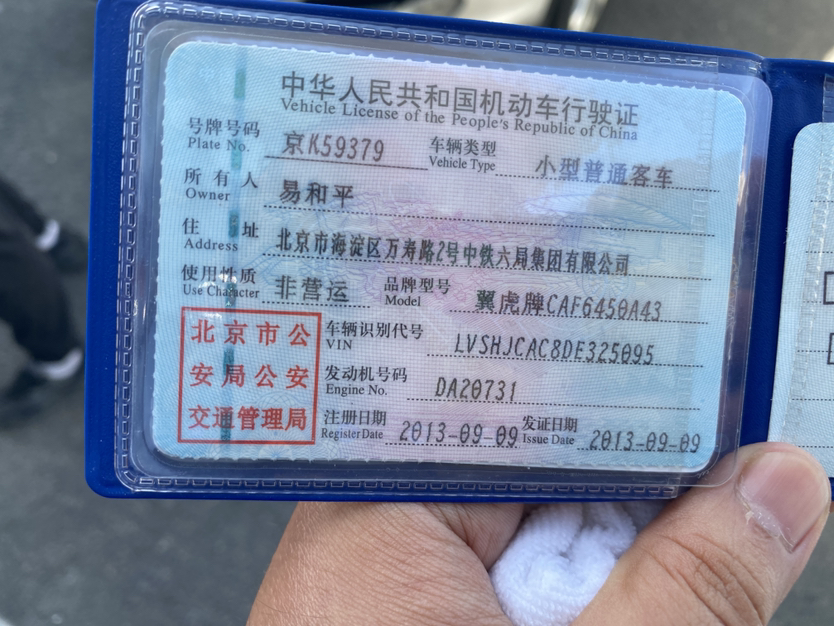 中华人民共和国机动车行驶证
Vehicle License of the People's Republic of China
号牌号码 京K59379 车辆类型 小型普通客车
Plate No. Vehicle Type
所有人 易和平
Owner
住址 北京市海淀区万寿路2号中铁六局集团有限公司
Address
使用性质 非营运 品牌型号 翼虎牌CAF6450A43
Use Character Model
北京市公
安局公安
交通管理局
车辆识别代号 LVSHJCAC8DE325095
VIN
发动机号码 DA20731
Engine No.
注册日期 2013-09-09 发证日期 2013-09-09
Register Date Issue Date